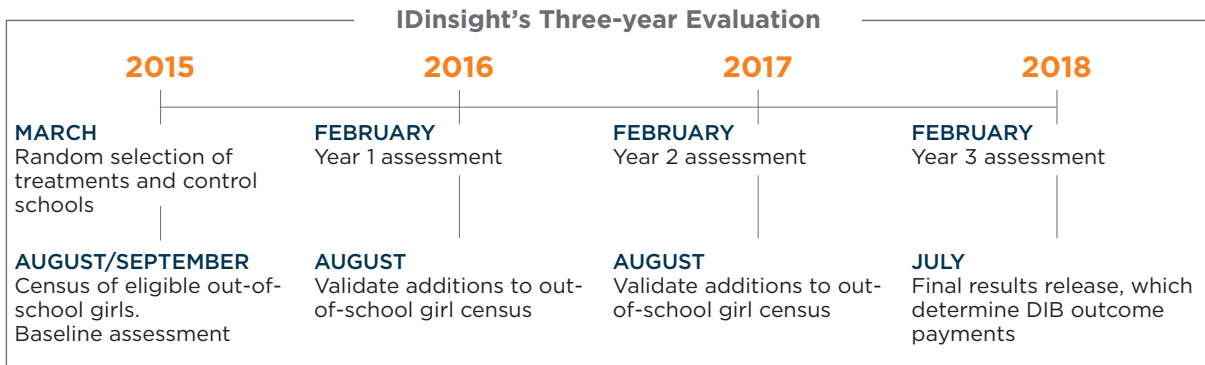 IDinsight's Three-year Evaluation
2015
2016
2017
2018
MARCH
Random selection of
treatments and control
schools
FEBRUARY
Year 1 assessment
FEBRUARY
Year 2 assessment
FEBRUARY
Year 3 assessment
AUGUST/SEPTEMBER
Census of eligible out-of-
school girls.
Baseline assessment
AUGUST
Validate additions to out-
of-school girl census
AUGUST
Validate additions to out-
of-school girl census
JULY
Final results release, which
determine DIB outcome
payments